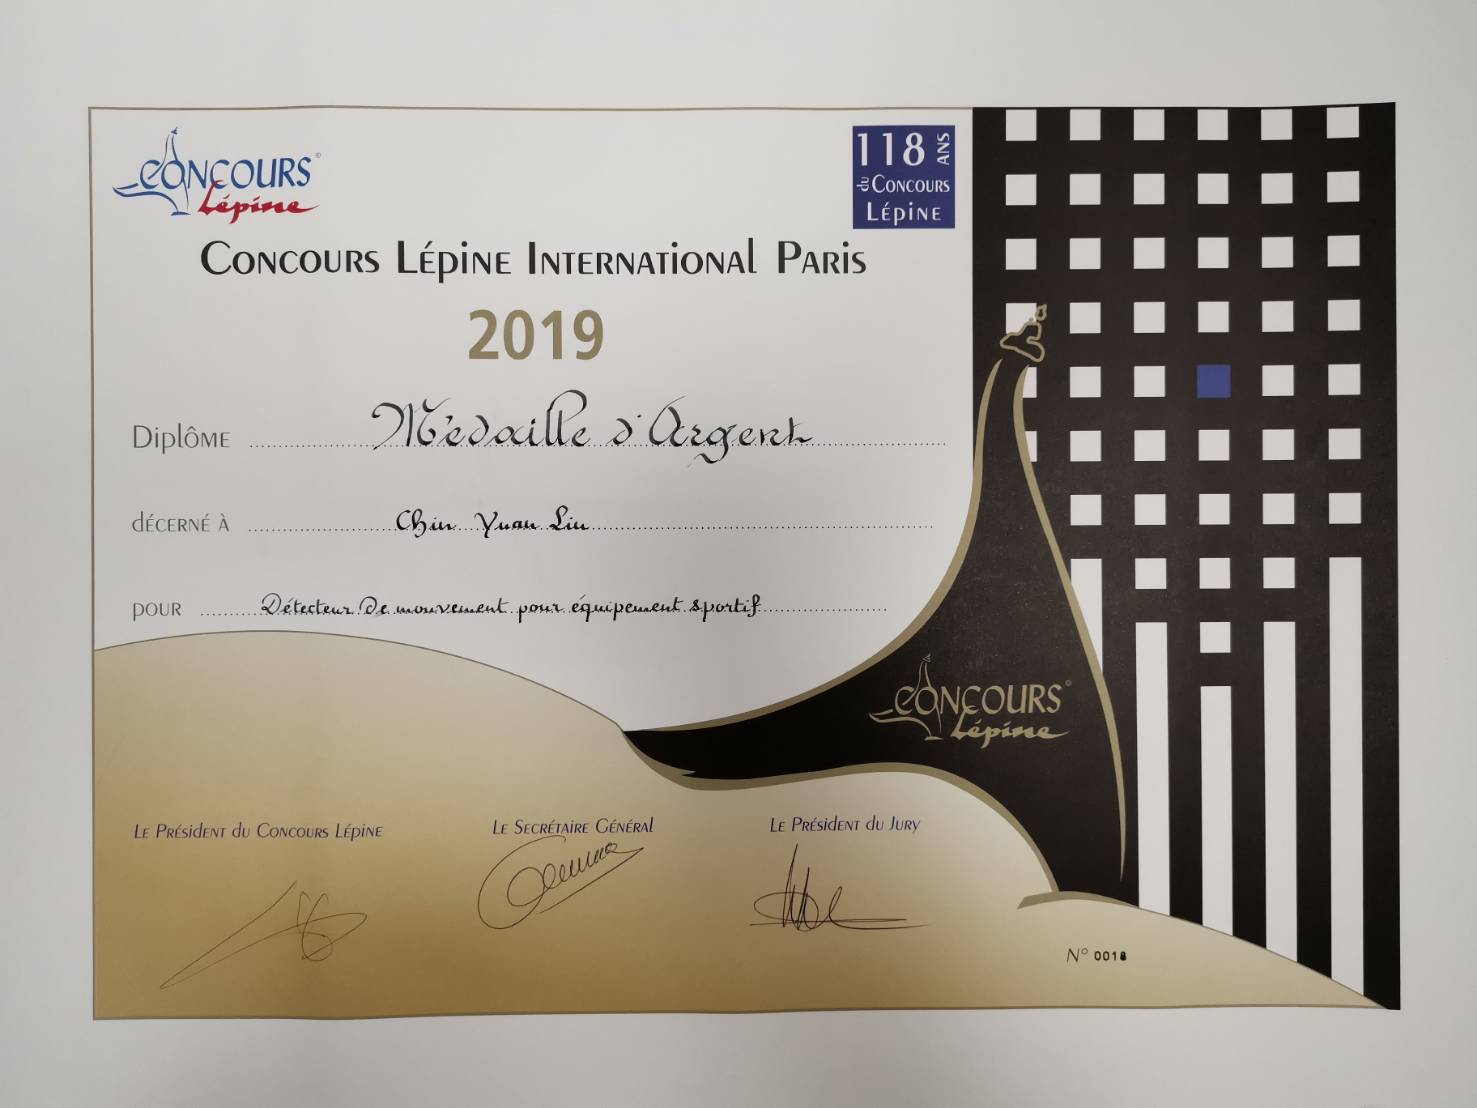 CONCOURS©
Lépine
118 ANS
du CONCOURS
Lépine
CONCOURS Lépine INTERNATIONAL PARIS
2019
Diplôme Médaille d'Argent
décerné à Chin Yuan Liu
pour Détecteur De mouvement pour équipement sportif
CONCOURS©
Lépine
Le Président du Concours Lépine
Le Secrétaire Général
Le Président du Jury
N° 0018